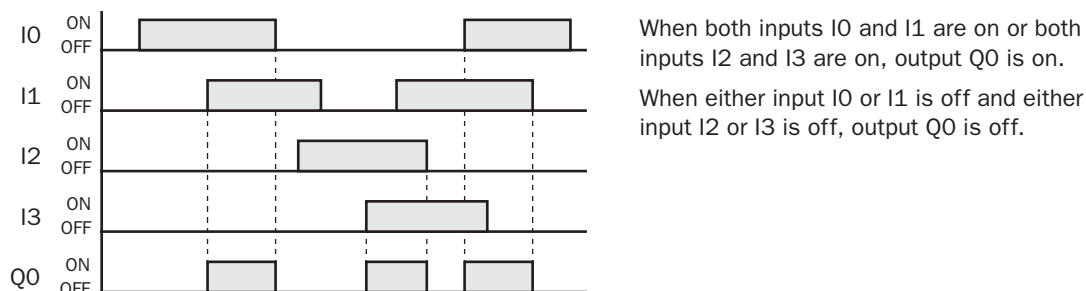 I0 ON
OFF
I1 ON
OFF
I2 ON
OFF
I3 ON
OFF
Q0 ON
OFF
When both inputs I0 and I1 are on or both
inputs I2 and I3 are on, output Q0 is on.
When either input I0 or I1 is off and either
input I2 or I3 is off, output Q0 is off.